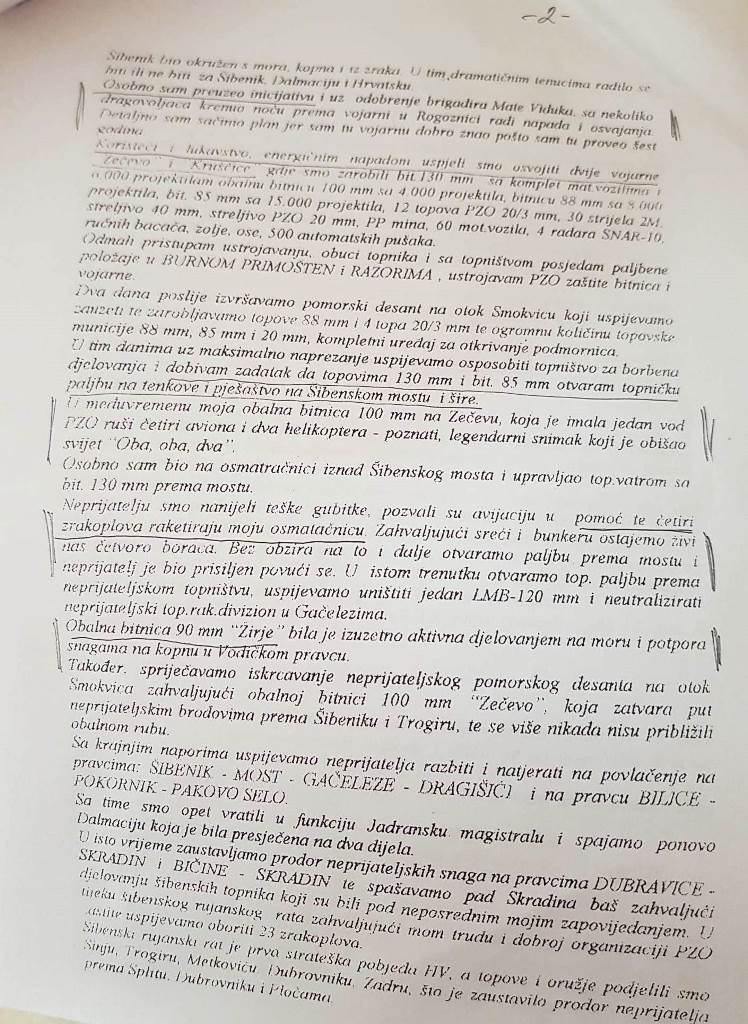 -2-
Šibenik bio okružen s mora, kopna i iz zraka. U tim dramatičnim tenucima radilo se
biti ili ne biti za Šibenik, Dalmaciju i Hrvatsku.
Osobno sam preuzeo inicijativu i uz odobrenje brigadira Mate Viduka, sa nekoliko
dragovoljaca krenuo noću prema vojarni u Rogoznici radi napada i osvajanja.
Detaljno sam sačinio plan jer sam tu vojarnu dobro znao pošto sam tu proveo šest
godina.
Koristeći i lukavstvo, energičnim napadom uspjeli smo osvojiti dvije vojarne
"Zečevo" i "Kruščice" gdje smo zarobili bit.130 mm sa komplet mat.vozilima i
6.000 projektilam obalnu bitnicu 100 mm sa 4.000 projektila, bitnicu 88 mm sa 8.000
projektila, bit. 85 mm sa 15.000 projektila, 12 topova PZO 20/3 mm, 30 strijela 2M,
streljivo 40 mm, streljivo PZO 20 mm, PP mina, 60 mot.vozila, 4 radara SNAR-10,
ručnih bacača, zolje, ose, 500 automatskih pušaka.
Odmah pristupam ustrojavanju, obuci topnika i sa topništvom posjedam paljbene
položaje u BURNOM PRIMOŠTEN i RAZORIMA , ustrojavam PZO zaštite bitnica i
vojarne.
Dva dana poslije izvršavamo pomorski desant na otok Smokvicu koji uspijevamo
zauzeti te zarobljavamo topove 88 mm i 4 topa 20/3 mm te ogromnu količinu topovske
municije 88 mm, 85 mm i 20 mm, kompletni uređaj za otkrivanje podmornica.
U tim danima uz maksimalno naprezanje uspijevamo osposobiti topništvo za borbena
djelovanja i dobivam zadatak da topovima 130 mm i bit. 85 mm otvaram topničku
paljbu na tenkove i pješaštvo na Šibenskom mostu i šire.
U međuvremenu moja obalna bitnica 100 mm na Zečevu, koja je imala jedan vod
PZO ruši četiri aviona i dva helikoptera - poznati, legendarni snimak koji je obišao
svijet "Oba, oba, dva".
Osobno sam bio na osmatračnici iznad Šibenskog mosta i upravljao top.vatrom sa
bit. 130 mm prema mostu.
Neprijatelju smo nanijeli teške gubitke, pozvali su avijaciju u pomoć te četiri
zrakoplova raketiraju moju osmatačnicu. Zahvaljujući sreći i bunkeru ostajemo živi
nas četvoro boraca. Bez obzira na to i dalje otvaramo paljbu prema mostu i
neprijatelj je bio prisiljen povući se. U istom trenutku otvaramo top. paljbu prema
neprijateljskom topništvu, uspijevamo uništiti jedan LMB-120 mm i neutralizirati
neprijateljski top.rak.divizion u Gačelezima.
Obalna bitnica 90 mm "Žirje" bila je izuzetno aktivna djelovanjem na moru i potpora
snagama na kopnu u Vodičkom pravcu.
Također, spriječavamo iskrcavanje neprijateljskog pomorskog desanta na otok
Smokvica zahvaljujući obalnoj bitnici 100 mm "Zečevo", koja zatvara put
neprijateljskim brodovima prema Šibeniku i Trogiru, te se više nikada nisu približili
obalnom rubu.
Sa krajnjim naporima uspijevamo neprijatelja razbiti i natjerati na povlačenje na
pravcima: ŠIBENIK - MOST - GAČELEZE - DRAGIŠIĆI i na pravcu BILICE -
POKORNIK - PAKOVO SELO.
Sa time smo opet vratili u funkciju Jadransku magistralu i spajamo ponovo
Dalmaciju koja je bila presječena na dva dijela.
U isto vrijeme zaustavljamo prodor neprijateljskih snaga na pravcima DUBRAVICE -
SKRADIN i BIČINE - SKRADIN te spašavamo pad Skradina baš zahvaljući
djelovanju šibenskih topnika koji su bili pod neposrednim mojim zapovijedanjem. U
tijeku šibenskog rujanskog rata zahvaljujući mom trudu i dobroj organizaciji PZO
zaštite uspijevamo oboriti 23 zrakoplova.
Šibenski rujanski rat je prva strateška pobjeda HV, a topove i oružje podjelili smo
Sinju, Trogiru, Metkoviću, Dubrovniku, Zadru, što je zaustavilo prodor neprijatelja
prema Splitu, Dubrovniku i Pločama.